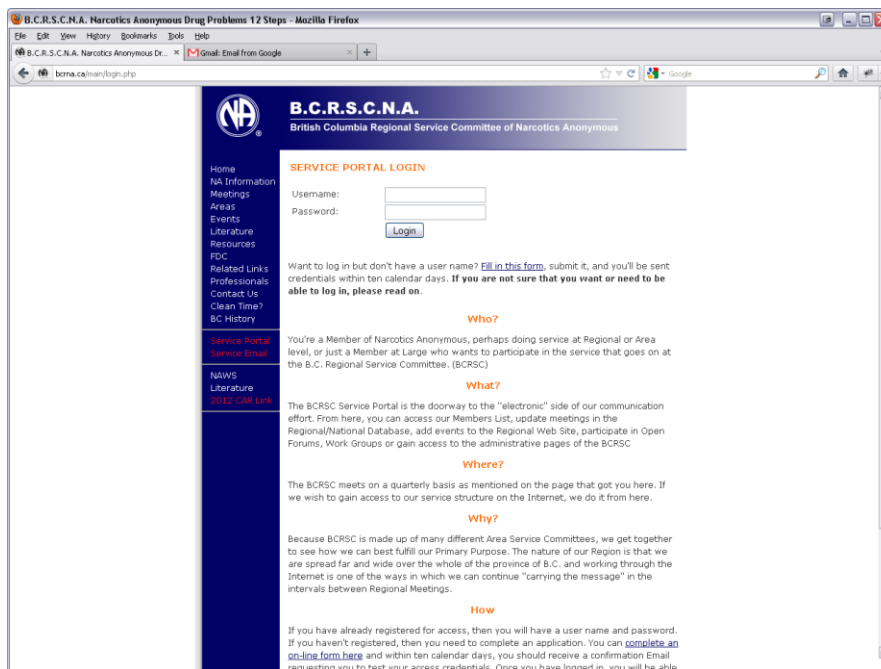 B.C.R.S.C.N.A. Narcotics Anonymous Drug Problems 12 Steps - Mozilla Firefox
File Edit View History Bookmarks Tools Help
B.C.R.S.C.N.A. Narcotics Anonymous Dr... × Gmail: Email from Google × +
bcrna.ca/main/login.php Google
NA
B.C.R.S.C.N.A.
British Columbia Regional Service Committee of Narcotics Anonymous
Home
NA Information
Meetings
Areas
Events
Literature
Resources
FDC
Related Links
Professionals
Contact Us
Clean Time?
BC History
Service Portal
Service Email
NAWS
Literature
2012 CAR Link
SERVICE PORTAL LOGIN
Username:
Password:
Login
Want to log in but don't have a user name? Fill in this form, submit it, and you'll be sent
credentials within ten calendar days. If you are not sure that you want or need to be
able to log in, please read on.
Who?
You're a Member of Narcotics Anonymous, perhaps doing service at Regional or Area
level, or just a Member at Large who wants to participate in the service that goes on at
the B.C. Regional Service Committee. (BCRSC)
What?
The BCRSC Service Portal is the doorway to the "electronic" side of our communication
effort. From here, you can access our Members List, update meetings in the
Regional/National Database, add events to the Regional Web Site, participate in Open
Forums, Work Groups or gain access to the administrative pages of the BCRSC
Where?
The BCRSC meets on a quarterly basis as mentioned on the page that got you here. If
we wish to gain access to our service structure on the Internet, we do it from here.
Why?
Because BCRSC is made up of many different Area Service Committees, we get together
to see how we can best fulfill our Primary Purpose. The nature of our Region is that we
are spread far and wide over the whole of the province of B.C. and working through the
Internet is one of the ways in which we can continue "carrying the message" in the
intervals between Regional Meetings.
How
If you have already registered for access, then you will have a user name and password.
If you haven't registered, then you need to complete an application. You can complete an
on-line form here and within ten calendar days, you should receive a confirmation Email
requesting you to test your access credentials. Once you have logged in, you will be able